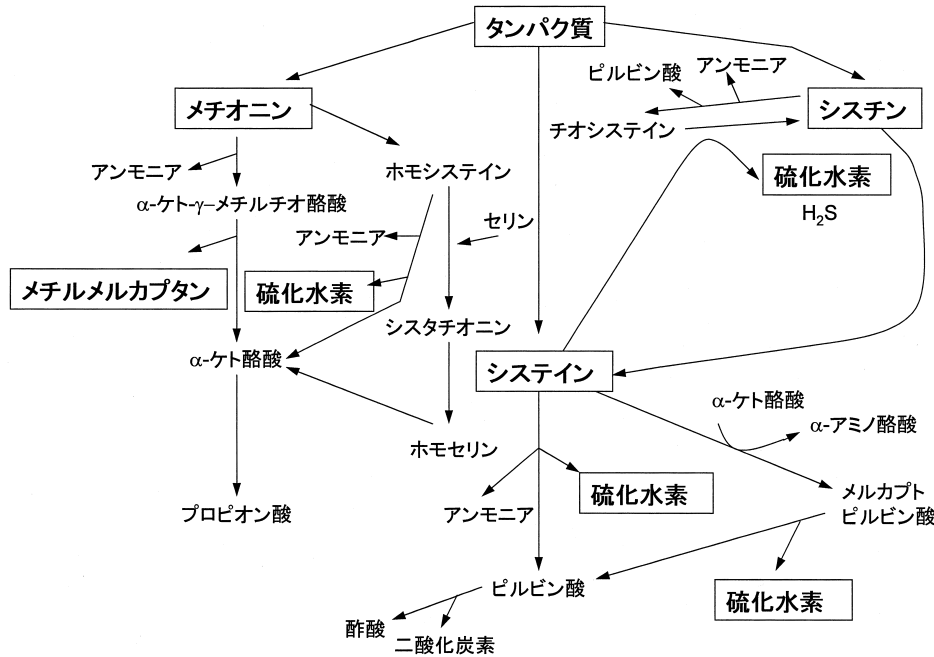 タンパク質
アンモニア
ピルビン酸
メチオニン
シスチン
チオシステイン
アンモニア
ホモシステイン
硫化水素
H₂S
α-ケト-γ-メチルチオ酪酸
セリン
アンモニア
メチルメルカプタン
硫化水素
シスタチオニン
α-ケト酪酸
システイン
α-ケト酪酸
α-アミノ酪酸
ホモセリン
硫化水素
メルカプト
ピルビン酸
プロピオン酸
アンモニア
ピルビン酸
硫化水素
酢酸
二酸化炭素